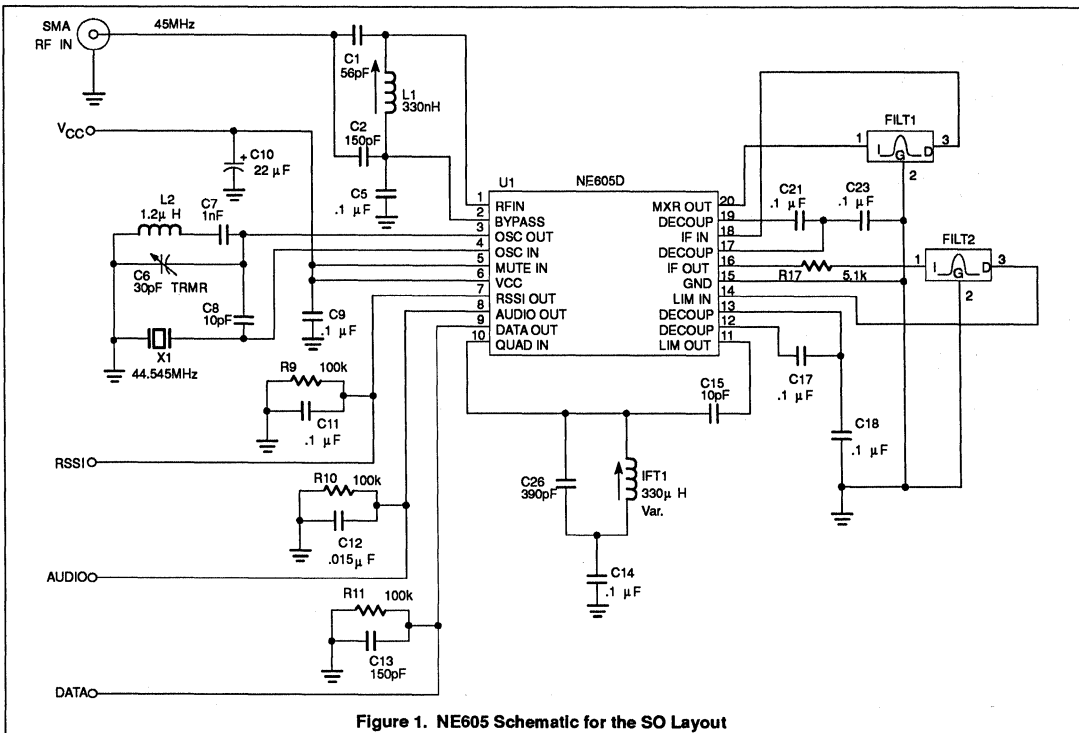 SMA
RF IN
45MHz
C1
56pF
L1
330nH
C2
150pF
VCC
+
C10
22 µF
C5
.1 µF
L2
1.2µ H
C7
1nF
C6
30pF TRMR
C8
10pF
X1
44.545MHz
C9
.1 µF
U1
NE605D
1 RFIN
2 BYPASS
3 OSC OUT
4 OSC IN
5 MUTE IN
6 VCC
7 RSSI OUT
8 AUDIO OUT
9 DATA OUT
10 QUAD IN
MXR OUT 20
DECOUP 19
IF IN 18
DECOUP 17
IF OUT 16
GND 15
LIM IN 14
DECOUP 13
DECOUP 12
LIM OUT 11
FILT1
1 I G D 3
2
C21
.1 µF
C23
.1 µF
FILT2
1 I G D 3
2
R17 5.1k
C17
.1 µF
C18
.1 µF
C15
10pF
R9 100k
C11
.1 µF
RSSI
R10 100k
C12
.015µ F
AUDIO
R11 100k
C13
150pF
DATA
C26
390pF
IFT1
330µ H
Var.
C14
.1 µF
Figure 1. NE605 Schematic for the SO Layout